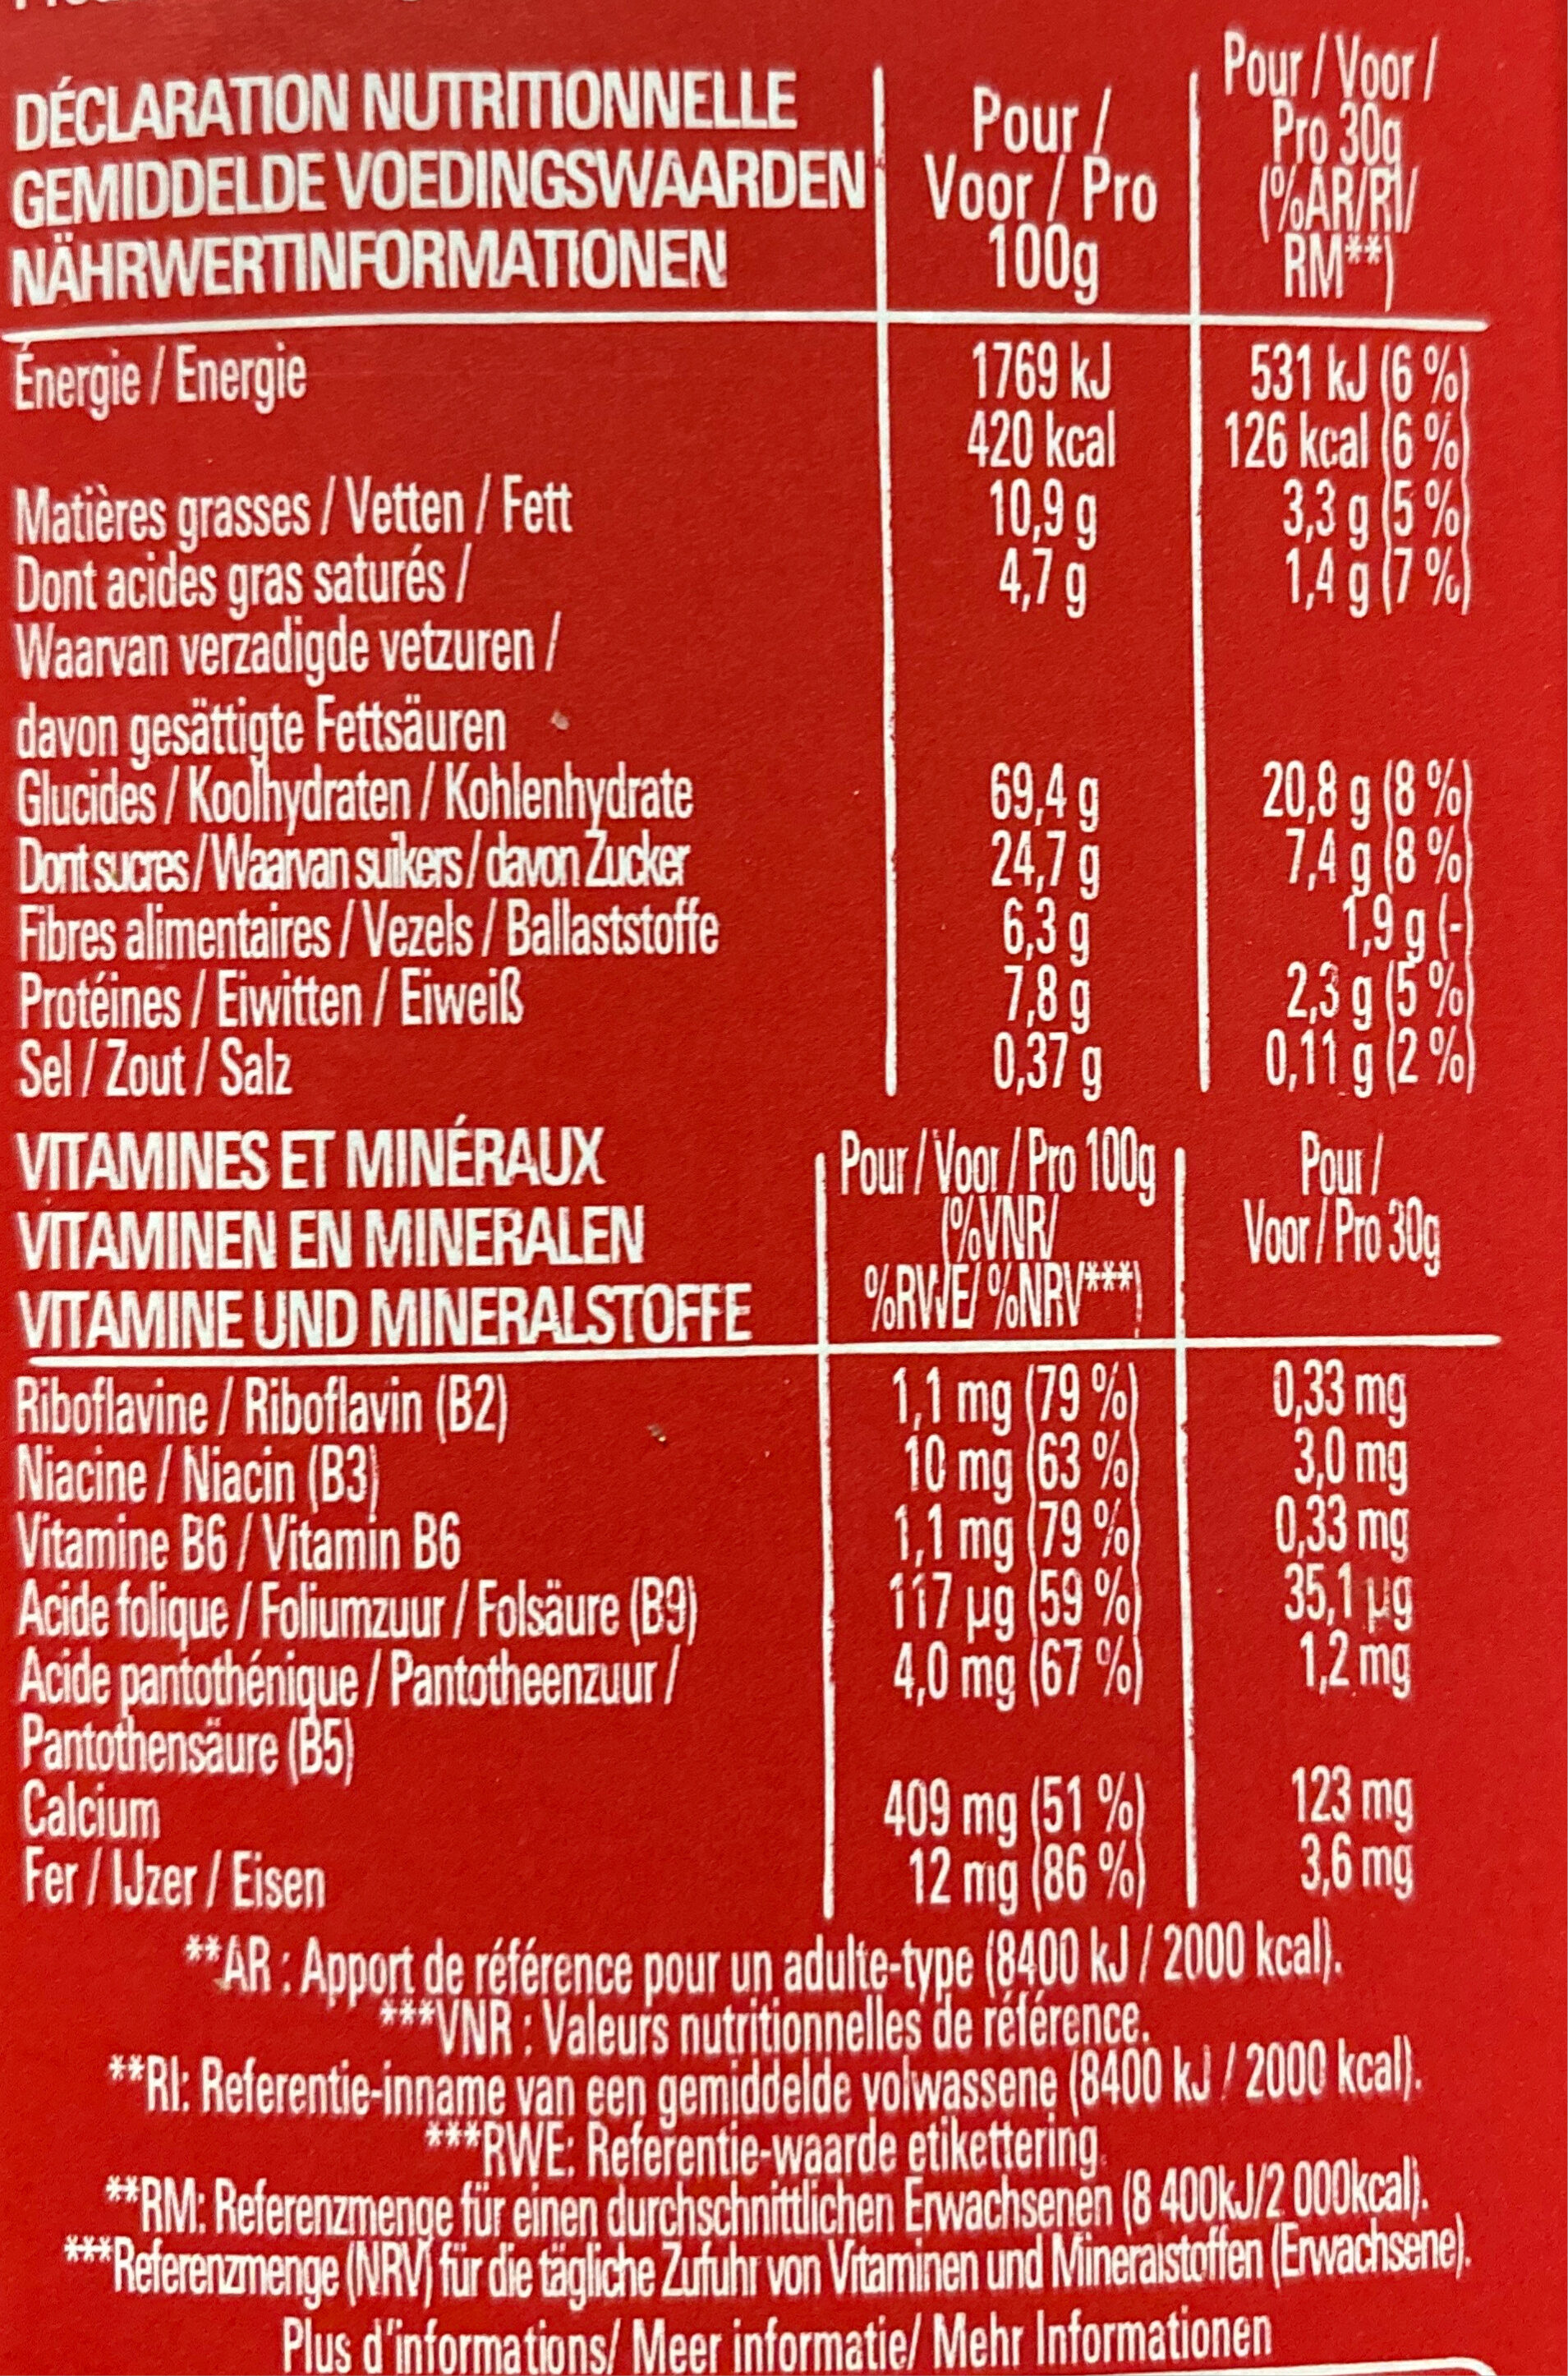 DÉCLARATION NUTRITIONNELLE
GEMIDDELDE VOEDINGSWAARDEN
NÄHRWERTINFORMATIONEN
Pour /
Voor / Pro
100g
Pour / Voor /
Pro 30g
(%AR/RI/
RM**)
Énergie / Energie 1769 kJ 531 kJ (6 %)
420 kcal 126 kcal (6 %)
Matières grasses / Vetten / Fett 10,9 g 3,3 g (5 %)
Dont acides gras saturés / 4,7 g 1,4 g (7 %)
Waarvan verzadigde vetzuren /
davon gesättigte Fettsäuren
Glucides / Koolhydraten / Kohlenhydrate 69,4 g 20,8 g (8 %)
Dont sucres / Waarvan suikers / davon Zucker 24,7 g 7,4 g (8 %)
Fibres alimentaires / Vezels / Ballaststoffe 6,3 g 1,9 g (-)
Protéines / Eiwitten / Eiweiß 7,8 g 2,3 g (5 %)
Sel / Zout / Salz 0,37 g 0,11 g (2 %)
VITAMINES ET MINÉRAUX
VITAMINEN EN MINERALEN
VITAMINE UND MINERALSTOFFE
Pour / Voor / Pro 100g
(%VNR/
%RWE/ %NRV***)
Pour /
Voor / Pro 30g
Riboflavine / Riboflavin (B2) 1,1 mg (79 %) 0,33 mg
Niacine / Niacin (B3) 10 mg (63 %) 3,0 mg
Vitamine B6 / Vitamin B6 1,1 mg (79 %) 0,33 mg
Acide folique / Foliumzuur / Folsäure (B9) 117 µg (59 %) 35,1 µg
Acide pantothénique / Pantotheenzuur / 4,0 mg (67 %) 1,2 mg
Pantothensäure (B5)
Calcium 409 mg (51 %) 123 mg
Fer / IJzer / Eisen 12 mg (86 %) 3,6 mg
**AR : Apport de référence pour un adulte-type (8400 kJ / 2000 kcal).
***VNR : Valeurs nutritionnelles de référence.
**RI: Referentie-inname van een gemiddelde volwassene (8400 kJ / 2000 kcal).
***RWE: Referentie-waarde etikettering.
**RM: Referenzmenge für einen durchschnittlichen Erwachsenen (8 400kJ/2 000kcal).
***Referenzmenge (NRV) für die tägliche Zufuhr von Vitaminen und Mineralstoffen (Erwachsene).
Plus d'informations/ Meer informatie/ Mehr Informationen